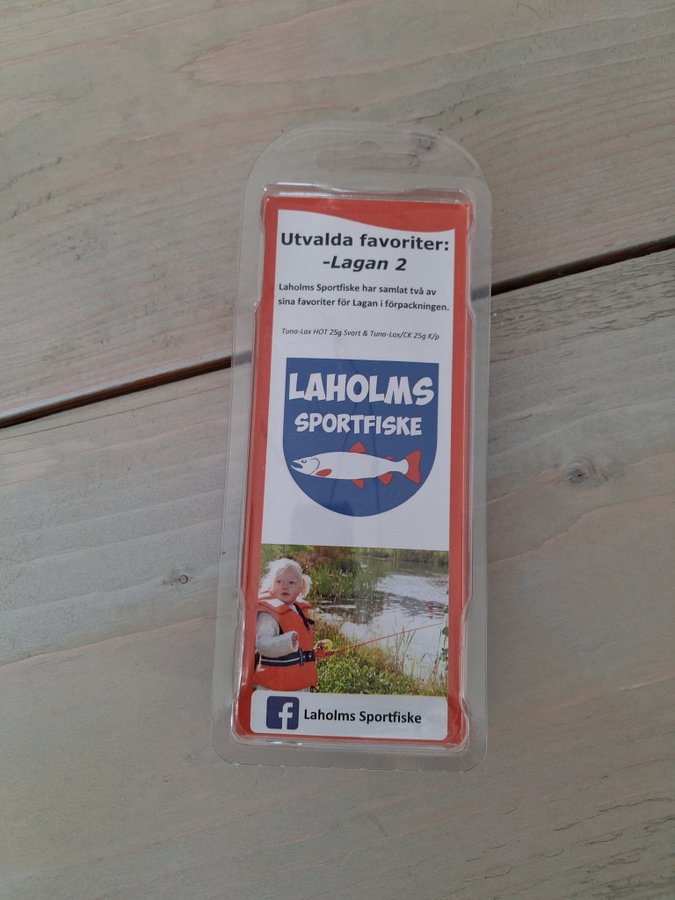 Utvalda favoriter:
-Lagan 2
Laholms Sportfiske har samlat två av
sina favoriter för Lagan i förpackningen.
Tuna-Lax HOT 25g Svart & Tuna-Lax/CK 25g K/p
LAHOLMS
SPORTFISKE
f Laholms Sportfiske